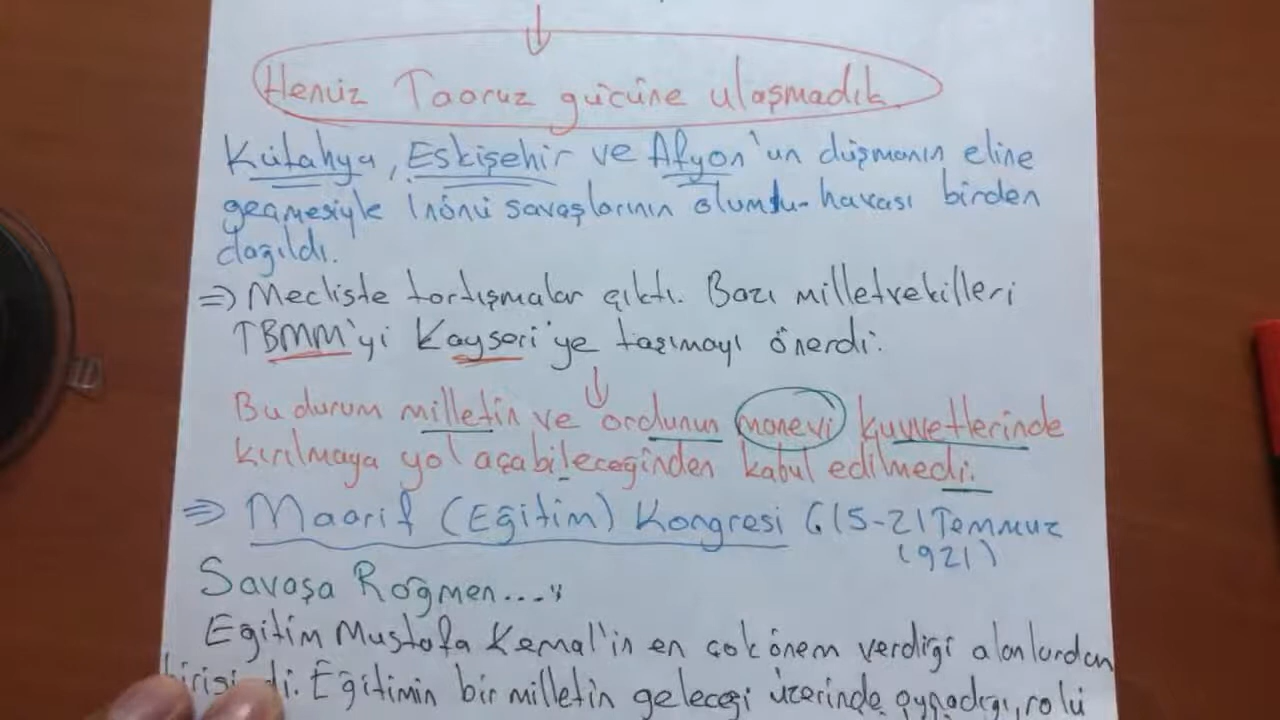 Henüz Taaruz gücüne ulaşmadık.
Kütahya, Eskişehir ve Afyon'un düşmanın eline
geçmesiyle İnönü savaşlarının olumlu havası birden
dağıldı.
⇒ Mecliste tartışmalar çıktı. Bazı milletvekilleri
TBMM'yi Kayseri'ye taşımayı önerdi.
Bu durum milletin ve ordunun manevi kuvvetlerinde
kırılmaya yol açabileceğinden kabul edilmedi.
⇒ Maarif (Eğitim) Kongresi (15-21 Temmuz
1921)
Savaşa Rağmen...
Eğitim Mustafa Kemal'in en çok önem verdiği alanlardan
birisidi. Eğitimin bir milletin geleceği üzerinde oynadığı rolü